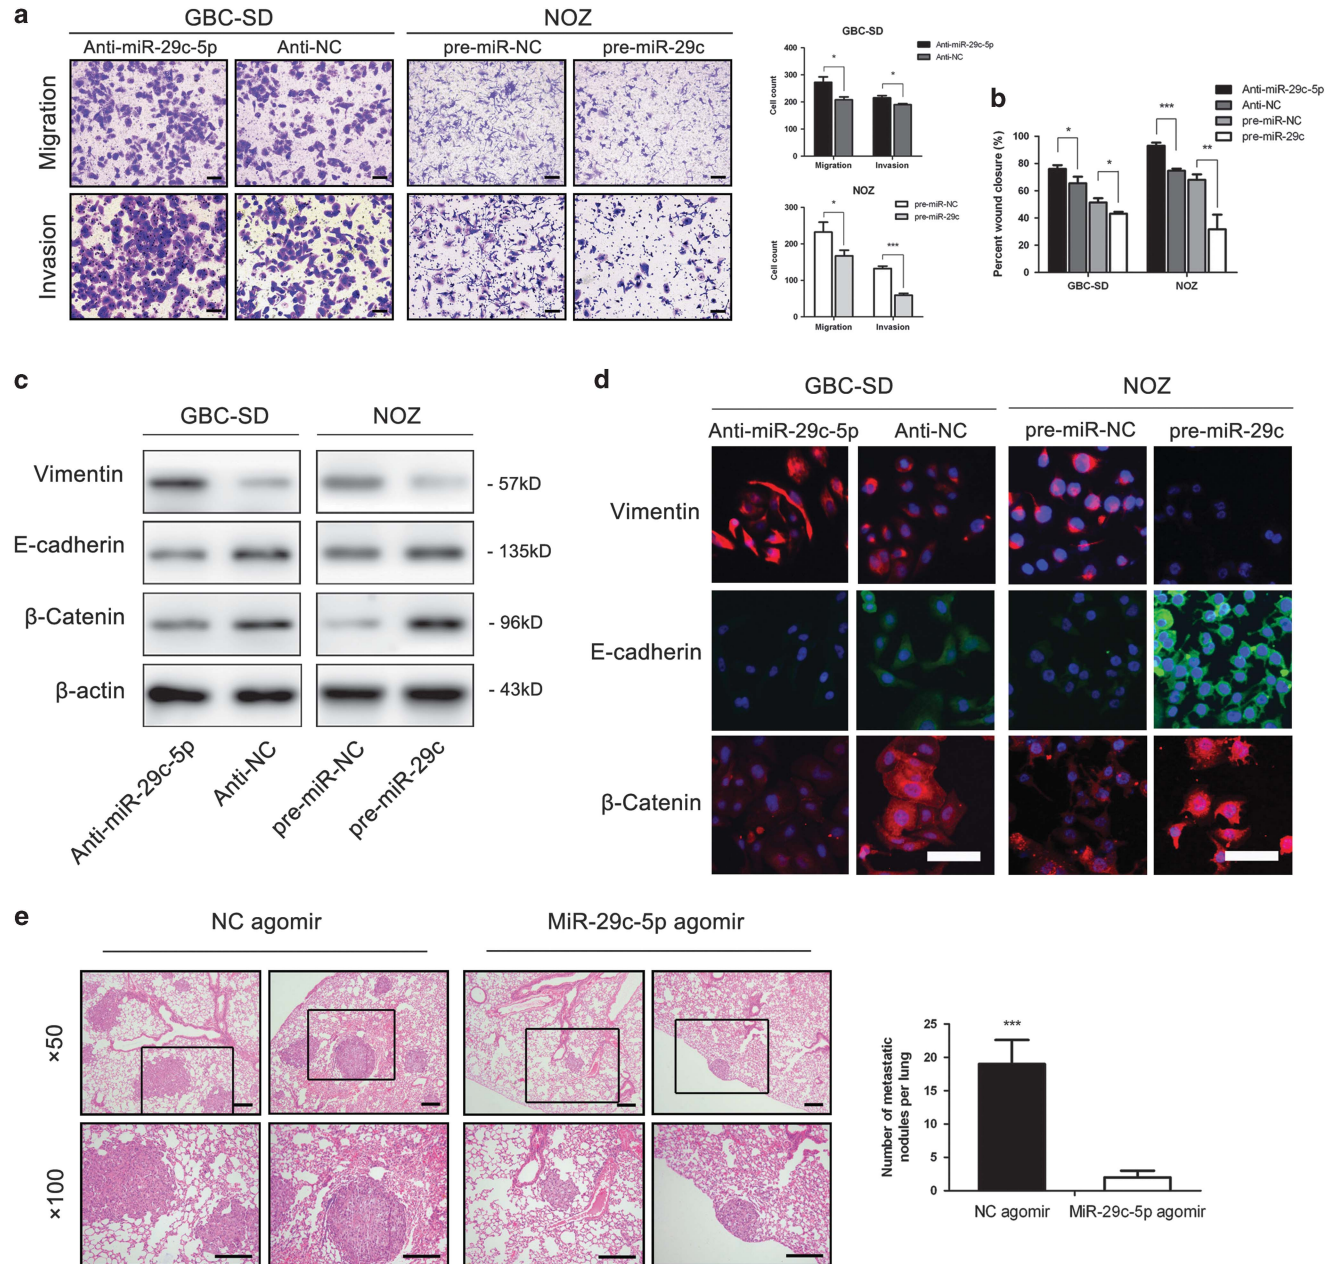 a
GBC-SD
NOZ
Anti-miR-29c-5p
Anti-NC
pre-miR-NC
pre-miR-29c
Migration
Invasion
GBC-SD
Anti-miR-29c-5p
Anti-NC
Cell count
400
300
200
100
0
*
*
Migration
Invasion
NOZ
pre-miR-NC
pre-miR-29c
Cell count
300
200
100
0
*
***
Migration
Invasion
b
Anti-miR-29c-5p
Anti-NC
pre-miR-NC
pre-miR-29c
Percent wound closure (%)
100
80
60
40
20
0
*
*
***
**
GBC-SD
NOZ
c
GBC-SD
NOZ
Vimentin
- 57kD
E-cadherin
- 135kD
β-Catenin
- 96kD
β-actin
- 43kD
Anti-miR-29c-5p
Anti-NC
pre-miR-NC
pre-miR-29c
d
GBC-SD
NOZ
Anti-miR-29c-5p
Anti-NC
pre-miR-NC
pre-miR-29c
Vimentin
E-cadherin
β-Catenin
e
NC agomir
MiR-29c-5p agomir
×50
×100
Number of metastatic
nodules per lung
25
20
15
10
5
0
***
NC agomir
MiR-29c-5p agomir